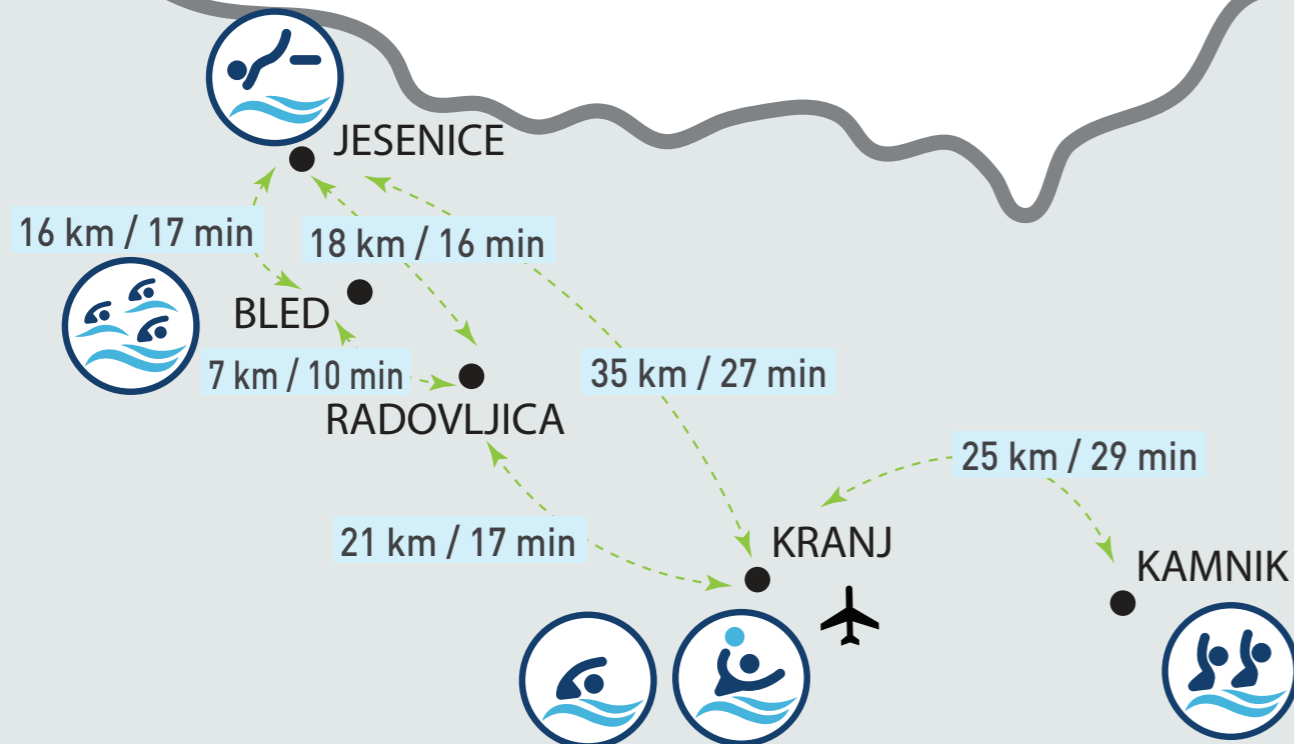 JESENICE
16 km / 17 min
18 km / 16 min
BLED
7 km / 10 min
35 km / 27 min
RADOVLJICA
25 km / 29 min
21 km / 17 min
KRANJ
KAMNIK